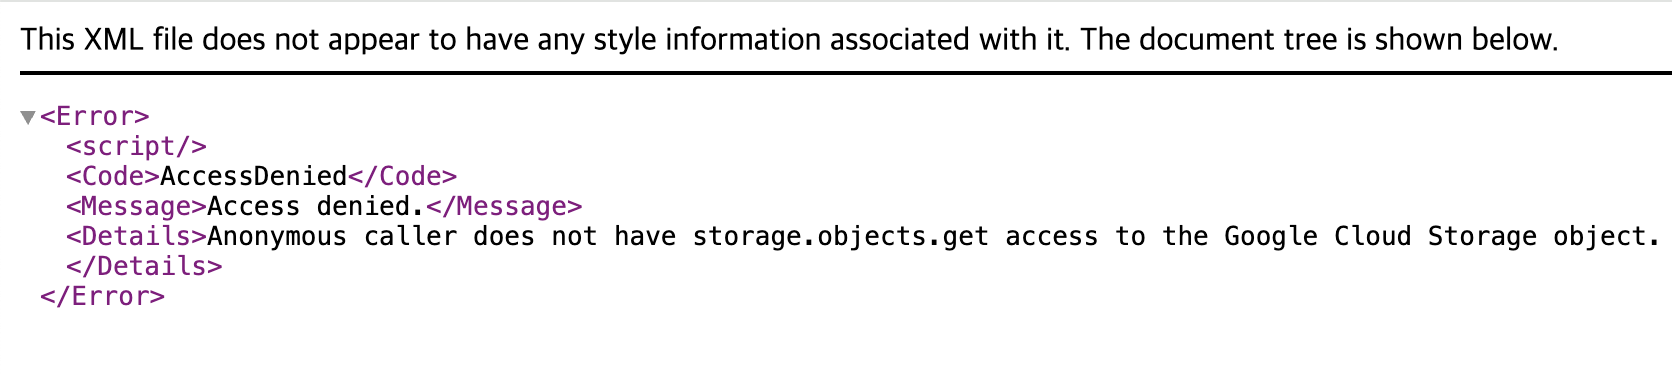 This XML file does not appear to have any style information associated with it. The document tree is shown below.
▼<Error>
<script/>
<Code>AccessDenied</Code>
<Message>Access denied.</Message>
<Details>Anonymous caller does not have storage.objects.get access to the Google Cloud Storage object.
</Details>
</Error>